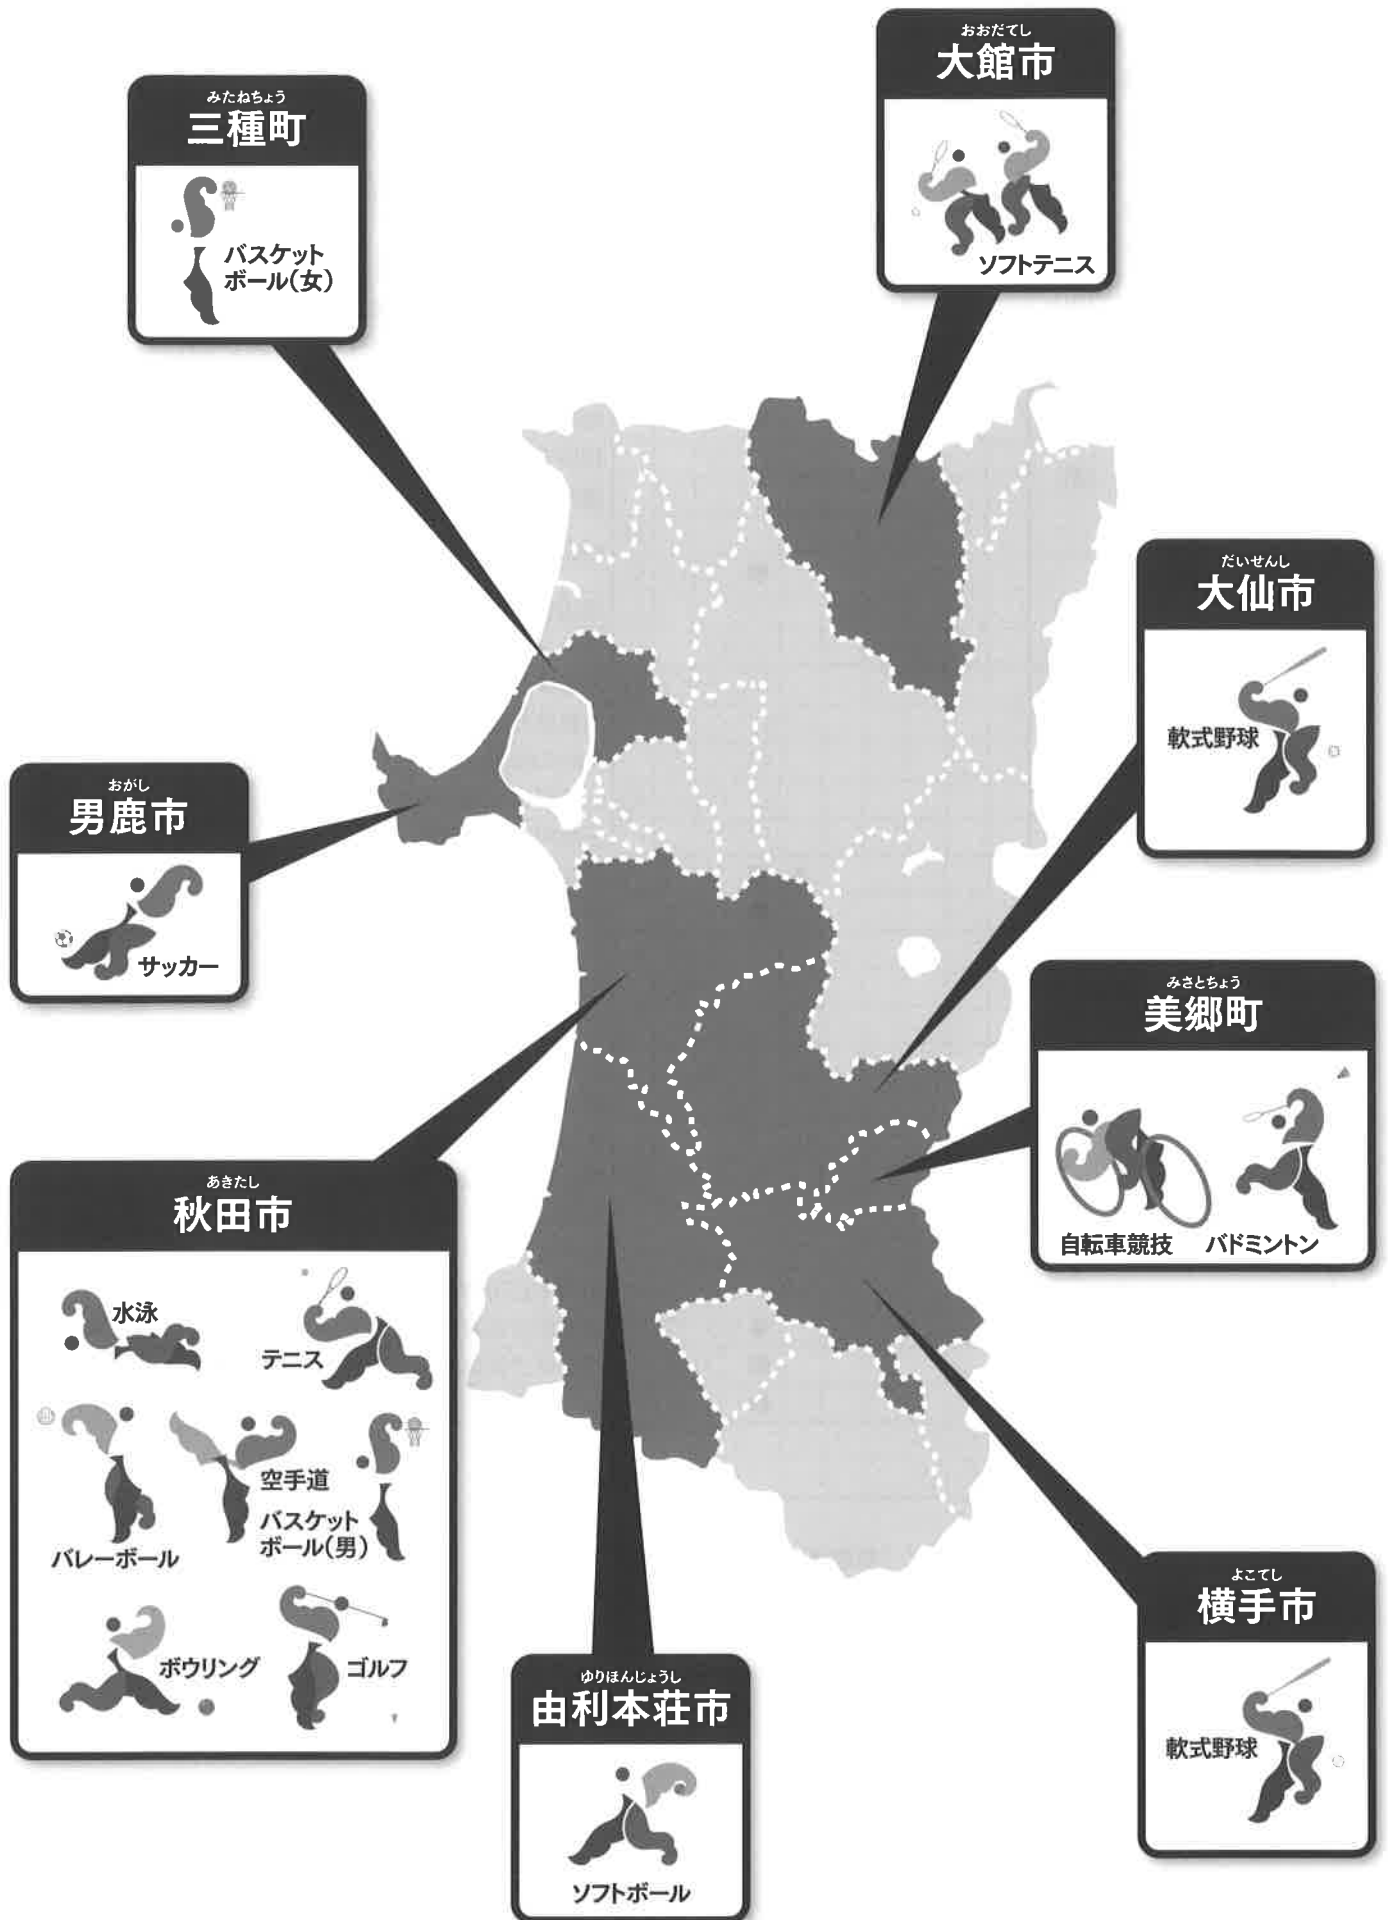 おおだてし
大館市
ソフトテニス
みたねちょう
三種町
バスケット
ボール(女)
だいせんし
大仙市
軟式野球
おがし
男鹿市
サッカー
みさとちょう
美郷町
自転車競技
バドミントン
あきたし
秋田市
水泳
テニス
バレーボール
空手道
バスケット
ボール(男)
ボウリング
ゴルフ
ゆりほんじょうし
由利本荘市
ソフトボール
よこてし
横手市
軟式野球